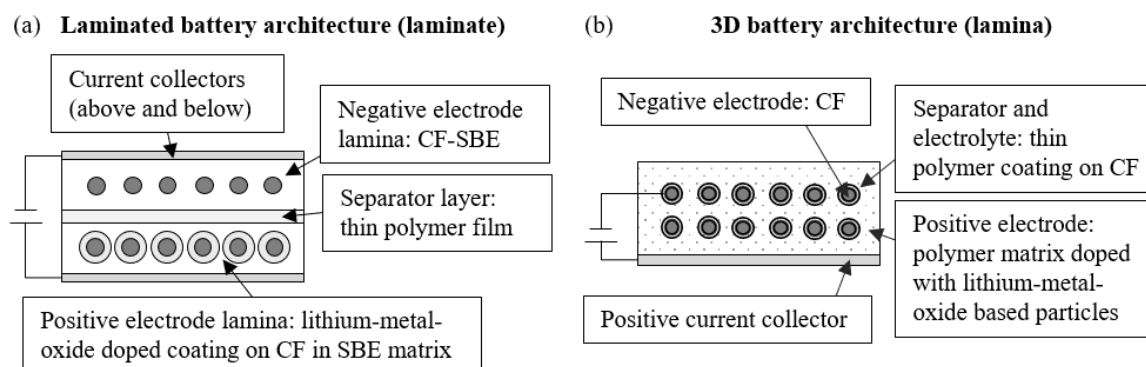 (a) Laminated battery architecture (laminate)
Current collectors
(above and below)
Negative electrode
lamina: CF-SBE
Separator layer:
thin polymer film
Positive electrode lamina: lithium-metal-
oxide doped coating on CF in SBE matrix
(b) 3D battery architecture (lamina)
Negative electrode: CF
Separator and
electrolyte: thin
polymer coating on CF
Positive electrode:
polymer matrix doped
with lithium-metal-
oxide based particles
Positive current collector